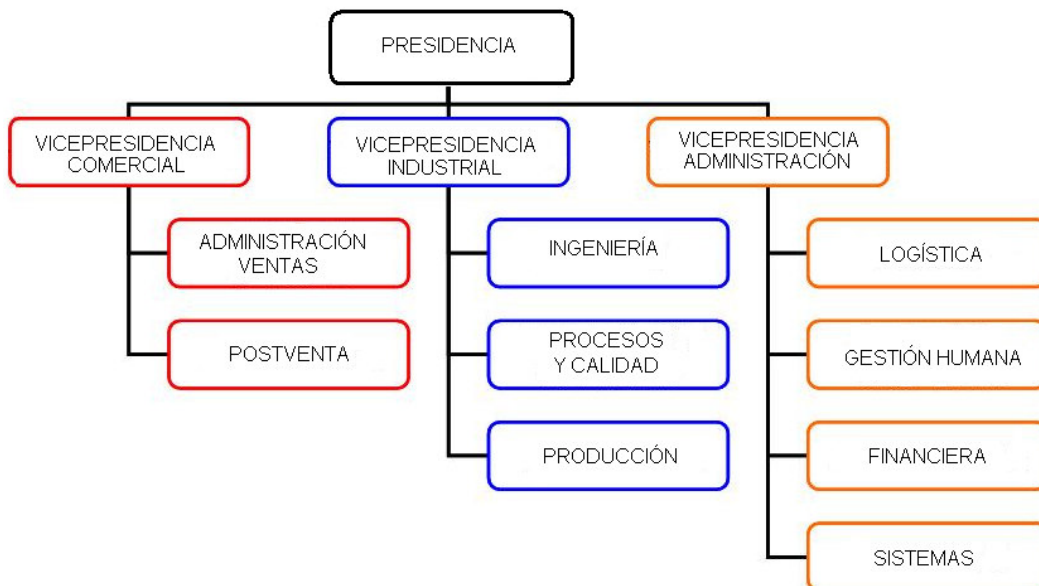 PRESIDENCIA
VICEPRESIDENCIA
COMERCIAL
VICEPRESIDENCIA
INDUSTRIAL
VICEPRESIDENCIA
ADMINISTRACIÓN
ADMINISTRACIÓN
VENTAS
INGENIERÍA
LOGÍSTICA
POSTVENTA
PROCESOS
Y CALIDAD
GESTIÓN HUMANA
PRODUCCIÓN
FINANCIERA
SISTEMAS